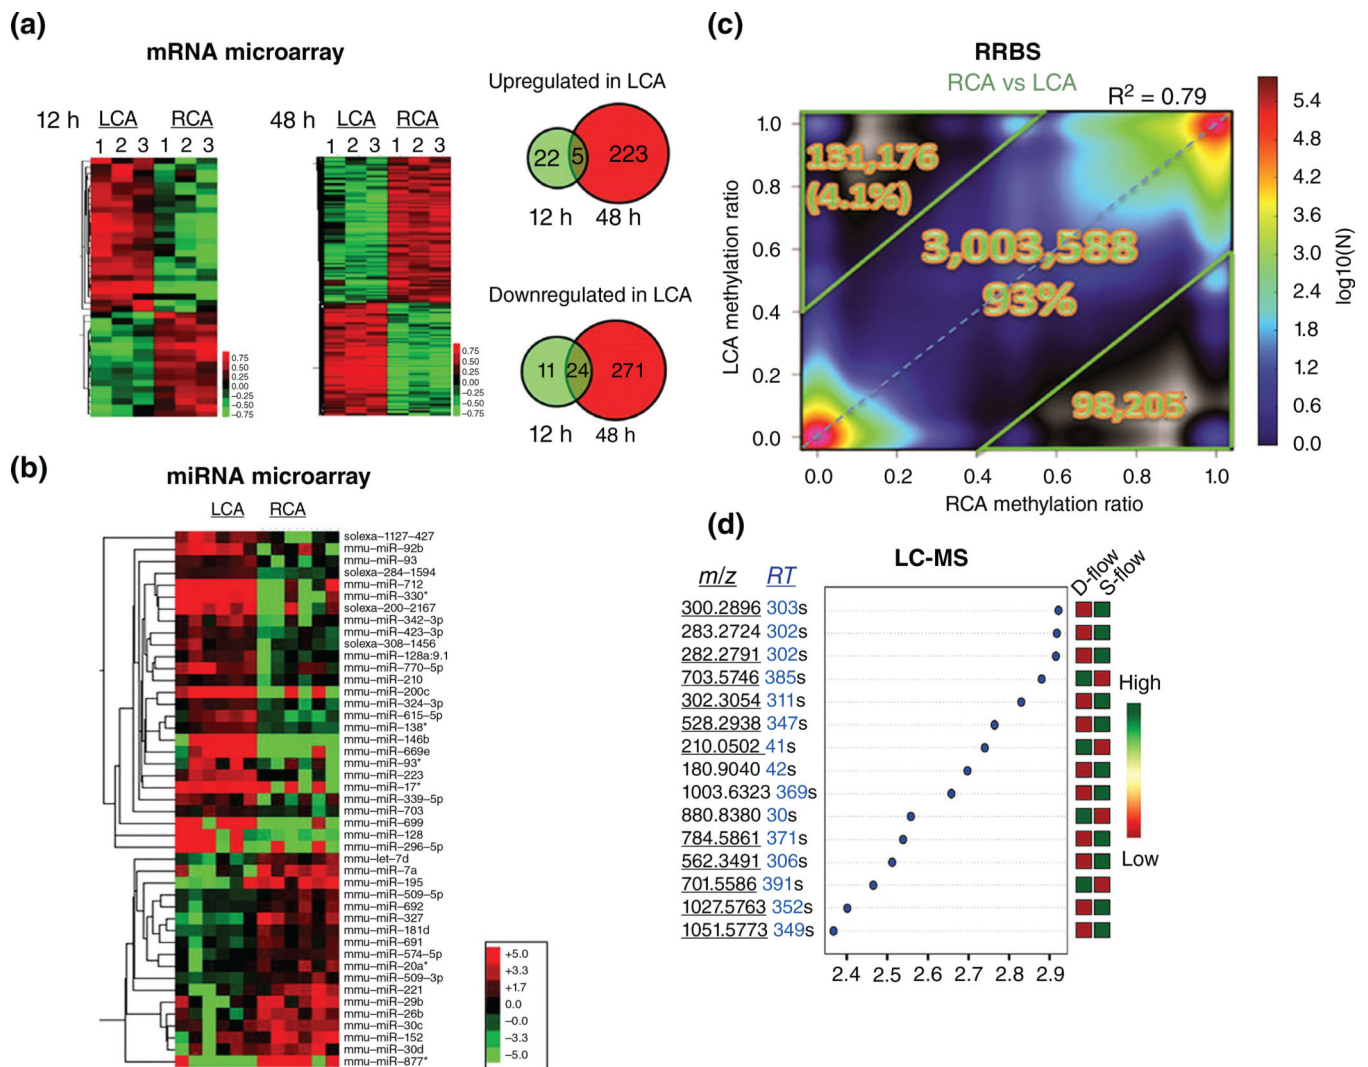 (a)
mRNA microarray
12 h LCA RCA
1 2 3 1 2 3
0.75
0.50
0.25
0.00
−0.25
−0.50
−0.75
48 h LCA RCA
1 2 3 1 2 3
0.75
0.50
0.25
0.00
−0.25
−0.50
−0.75
Upregulated in LCA
22 5 223
12 h 48 h
Downregulated in LCA
11 24 271
12 h 48 h
(b)
miRNA microarray
LCA RCA
solexa−1127−427
mmu−miR−92b
mmu−miR−93
solexa−284−1594
mmu−miR−712
mmu−miR−330*
solexa−200−2167
mmu−miR−342−3p
mmu−miR−423−3p
solexa−308−1456
mmu−miR−128a:9.1
mmu−miR−770−5p
mmu−miR−210
mmu−miR−200c
mmu−miR−324−3p
mmu−miR−615−5p
mmu−miR−138*
mmu−miR−146b
mmu−miR−669e
mmu−miR−93*
mmu−miR−223
mmu−miR−17*
mmu−miR−339−5p
mmu−miR−703
mmu−miR−699
mmu−miR−128
mmu−miR−296−5p
mmu−let−7d
mmu−miR−7a
mmu−miR−195
mmu−miR−509−5p
mmu−miR−692
mmu−miR−327
mmu−miR−181d
mmu−miR−691
mmu−miR−574−5p
mmu−miR−20a*
mmu−miR−509−3p
mmu−miR−221
mmu−miR−29b
mmu−miR−26b
mmu−miR−30c
mmu−miR−152
mmu−miR−30d
mmu−miR−877*
+5.0
+3.3
+1.7
0.0
−0.0
−3.3
−5.0
(c)
RRBS
RCA vs LCA
R² = 0.79
LCA methylation ratio
1.0
0.8
0.6
0.4
0.2
0.0
131,176
(4.1%)
3,003,588
93%
98,205
0.0 0.2 0.4 0.6 0.8 1.0
RCA methylation ratio
5.4
4.8
4.2
3.6
3.0
2.4
1.8
1.2
0.6
0.0
log10(N)
(d)
LC-MS
m/z RT
D-flow
S-flow
300.2896 303s
283.2724 302s
282.2791 302s
703.5746 385s
302.3054 311s
528.2938 347s
210.0502 41s
180.9040 42s
1003.6323 369s
880.8380 30s
784.5861 371s
562.3491 306s
701.5586 391s
1027.5763 352s
1051.5773 349s
2.4 2.5 2.6 2.7 2.8 2.9
High
Low